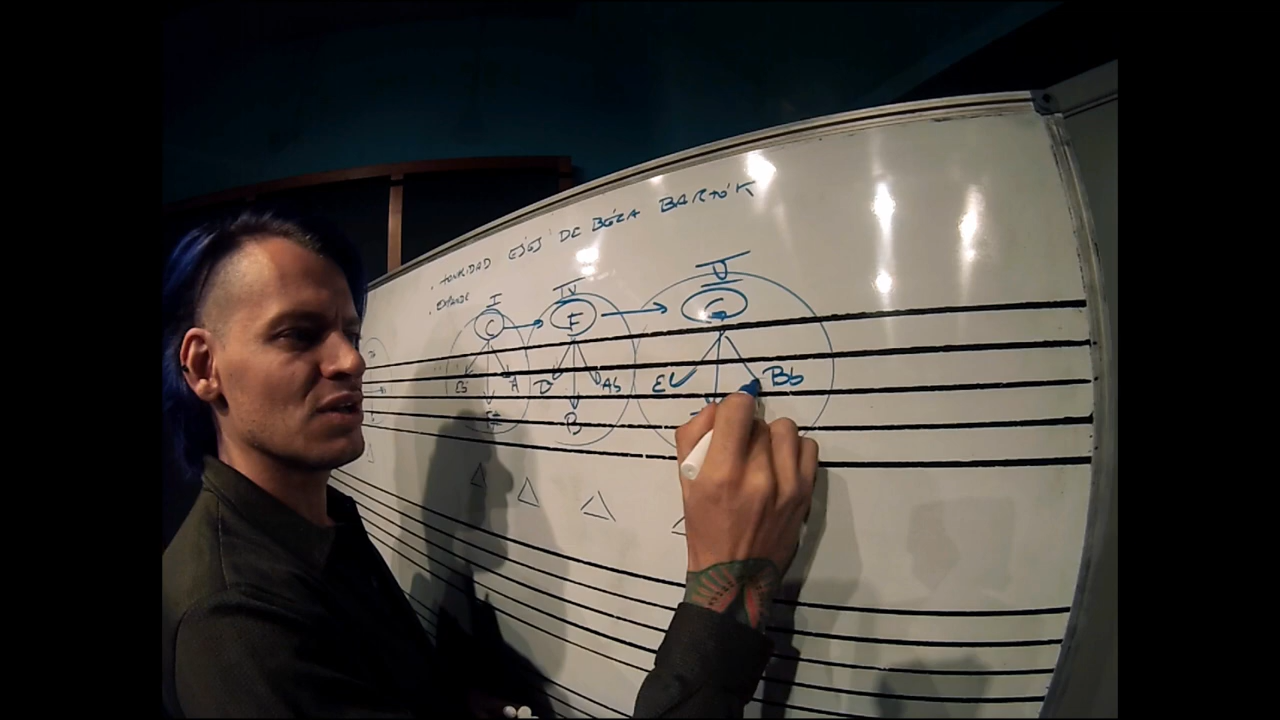 . TONALIDAD EJES DE BÉLA BARTÓK
. EXPANDE
I IV V
C F G
Eb A D Ab E Bb
F# B